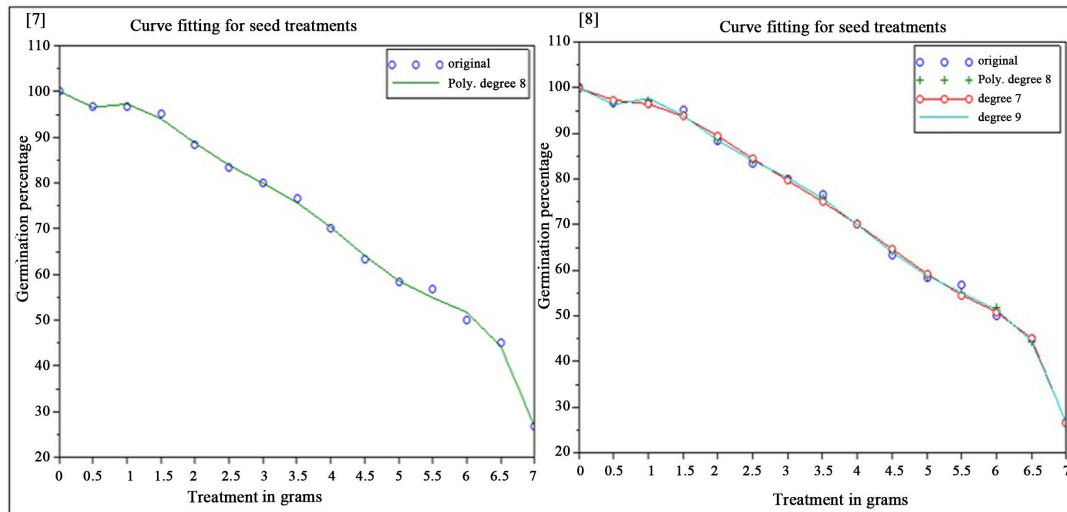 [7]
Curve fitting for seed treatments
110
100
90
80
70
60
50
40
30
20
Germination percentage
original
Poly. degree 8
0 0.5 1 1.5 2 2.5 3 3.5 4 4.5 5 5.5 6 6.5 7
Treatment in grams
[8]
Curve fitting for seed treatments
110
100
90
80
70
60
50
40
30
20
Germination percentage
original
Poly. degree 8
degree 7
degree 9
0 0.5 1 1.5 2 2.5 3 3.5 4 4.5 5 5.5 6 6.5 7
Treatment in grams